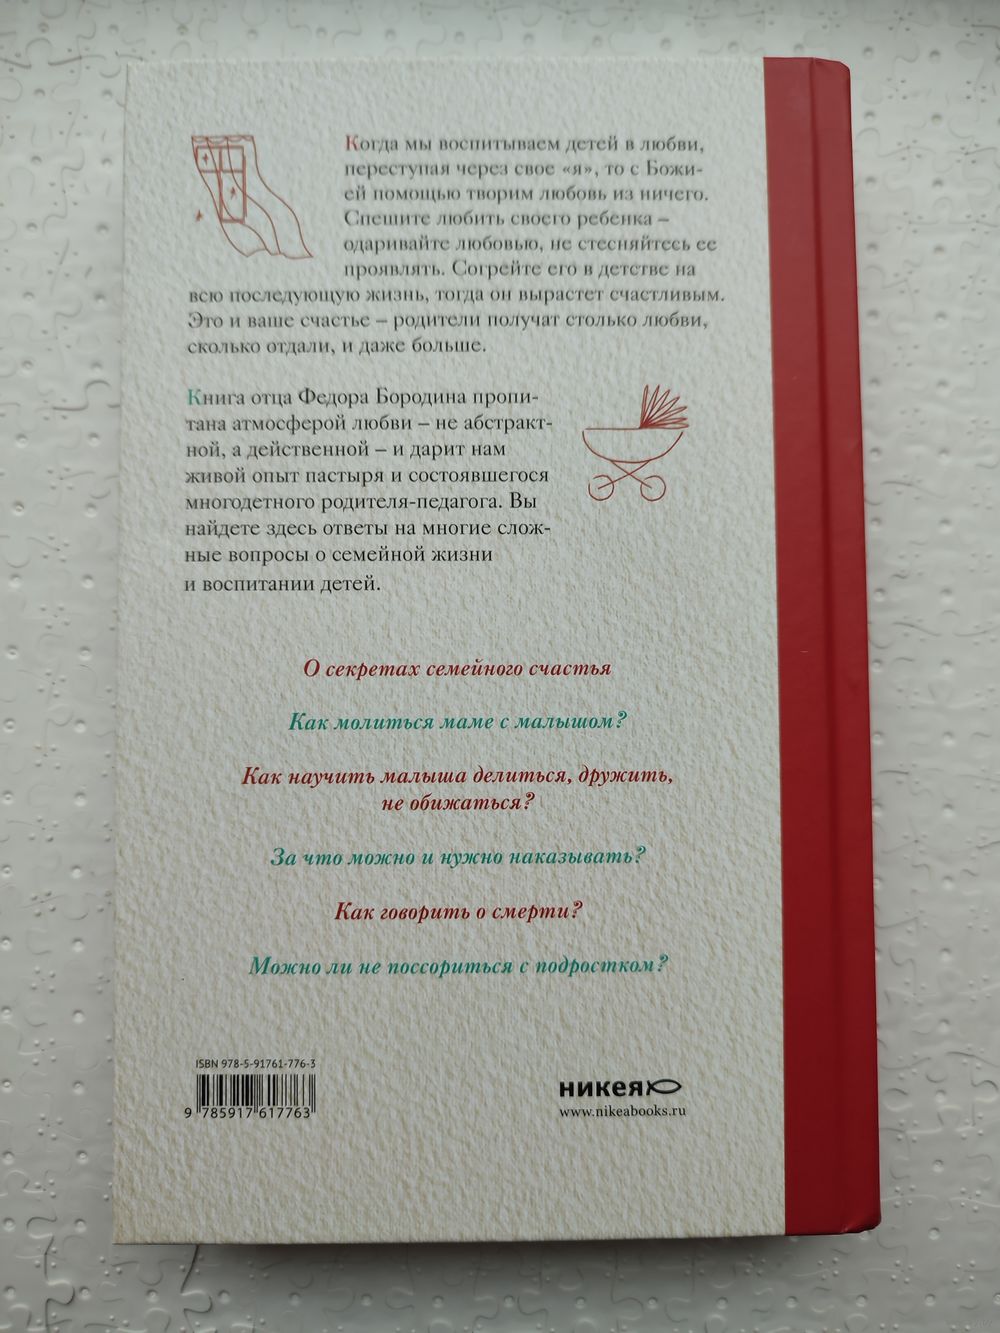 Когда мы воспитываем детей в любви,
переступая через свое «я», то с Божи-
ей помощью творим любовь из ничего.
Спешите любить своего ребенка –
одаривайте любовью, не стесняйтесь ее
проявлять. Согрейте его в детстве на
всю последующую жизнь, тогда он вырастет счастливым.
Это и ваше счастье – родители получат столько любви,
сколько отдали, и даже больше.
Книга отца Федора Бородина пропи-
тана атмосферой любви – не абстракт-
ной, а действенной – и дарит нам
живой опыт пастыря и состоявшегося
многодетного родителя-педагога. Вы
найдете здесь ответы на многие слож-
ные вопросы о семейной жизни
и воспитании детей.
О секретах семейного счастья
Как молиться маме с малышом?
Как научить малыша делиться, дружить,
не обижаться?
За что можно и нужно наказывать?
Как говорить о смерти?
Можно ли не поссориться с подростком?
ISBN 978-5-91761-776-3
9 785917 617763
никея
www.nikeabooks.ru